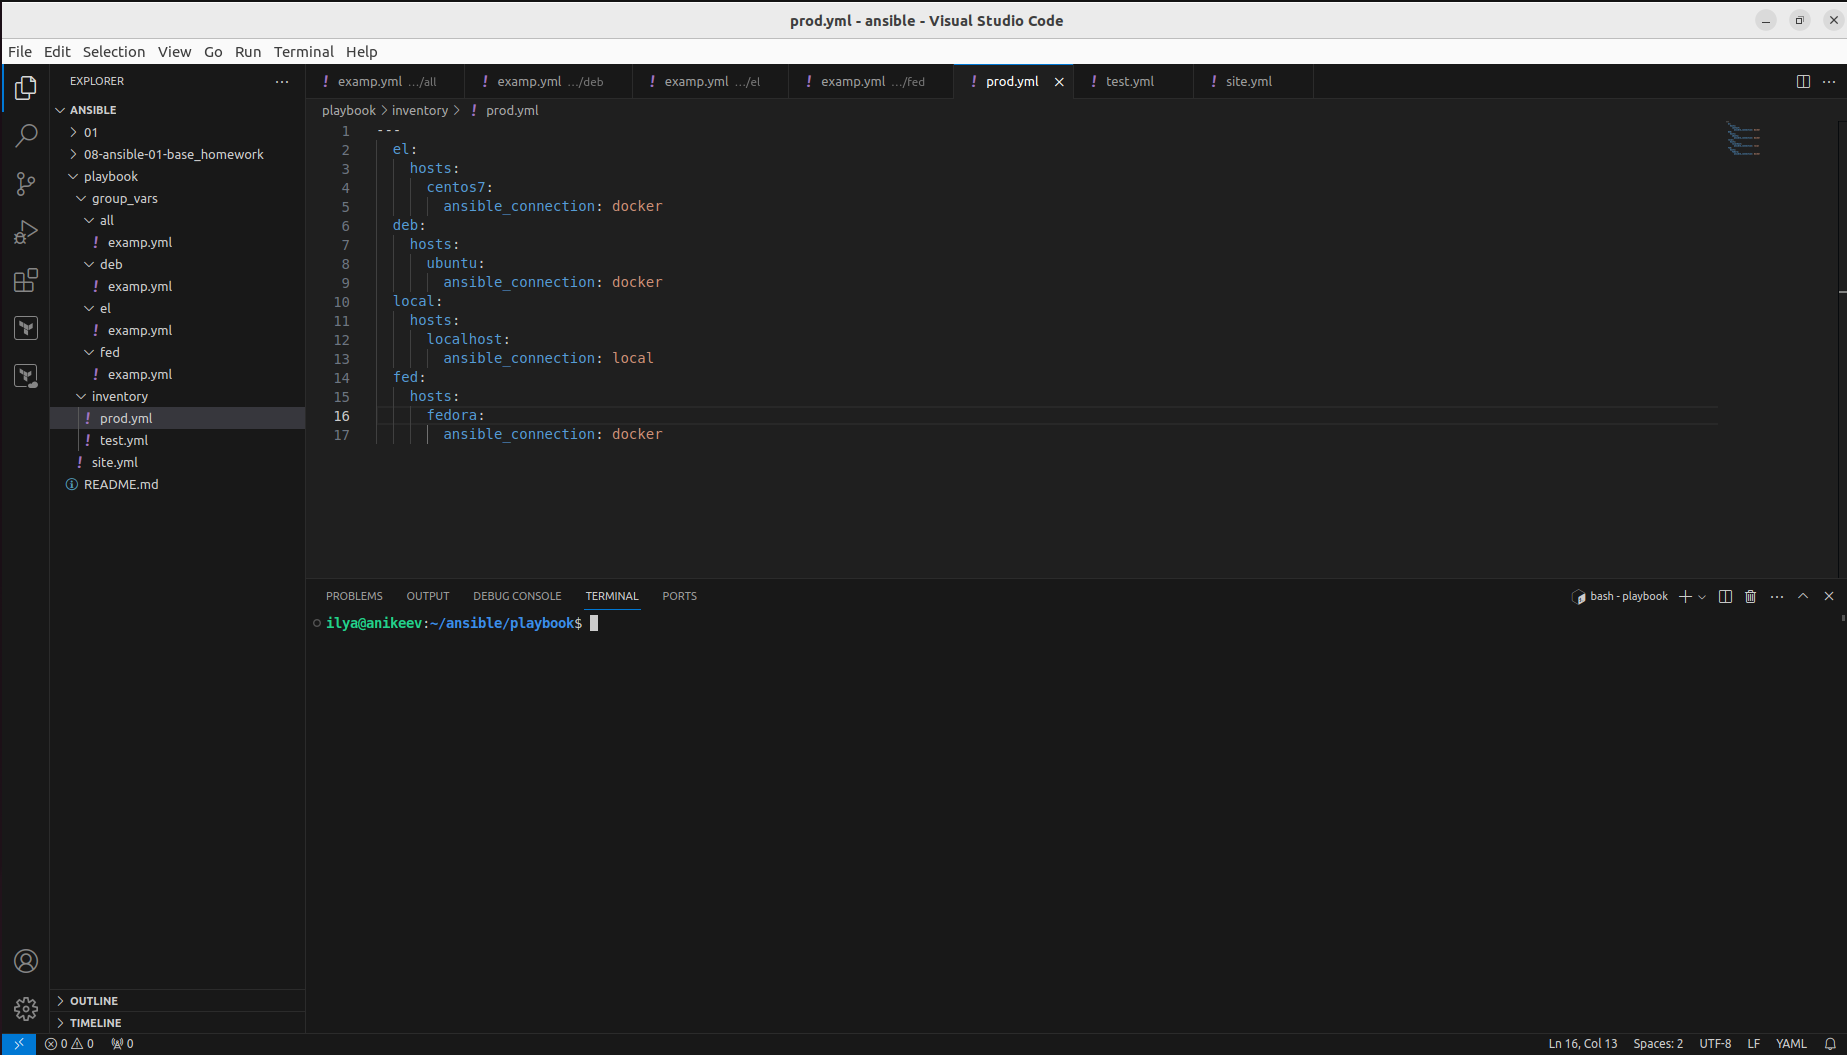 prod.yml - ansible - Visual Studio Code
File Edit Selection View Go Run Terminal Help
EXPLORER
ANSIBLE
01
08-ansible-01-base_homework
playbook
group_vars
all
examp.yml
deb
examp.yml
el
examp.yml
fed
examp.yml
inventory
prod.yml
test.yml
site.yml
README.md
OUTLINE
TIMELINE
examp.yml .../all examp.yml .../deb examp.yml .../el examp.yml .../fed prod.yml test.yml site.yml
playbook > inventory > prod.yml
1 ---
2 el:
3 hosts:
4 centos7:
5 ansible_connection: docker
6 deb:
7 hosts:
8 ubuntu:
9 ansible_connection: docker
10 local:
11 hosts:
12 localhost:
13 ansible_connection: local
14 fed:
15 hosts:
16 fedora:
17 ansible_connection: docker
PROBLEMS OUTPUT DEBUG CONSOLE TERMINAL PORTS bash - playbook
ilya@anikeev:~/ansible/playbook$
0 0 0 Ln 16, Col 13 Spaces: 2 UTF-8 LF YAML